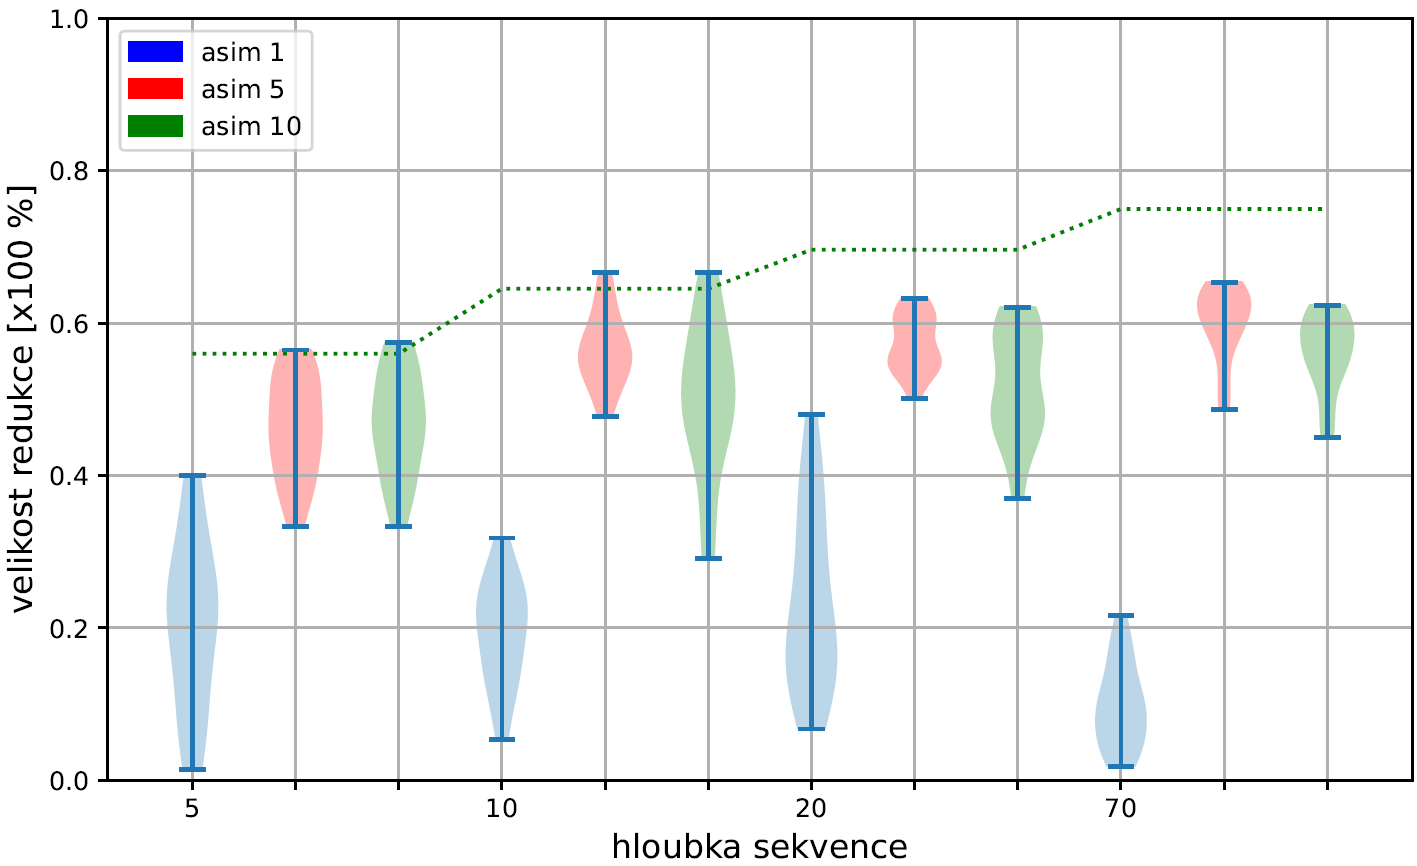 1.0
0.8
0.6
0.4
0.2
0.0
velikost redukce [x100 %]
asim 1
asim 5
asim 10
5 10 20 70
hloubka sekvence